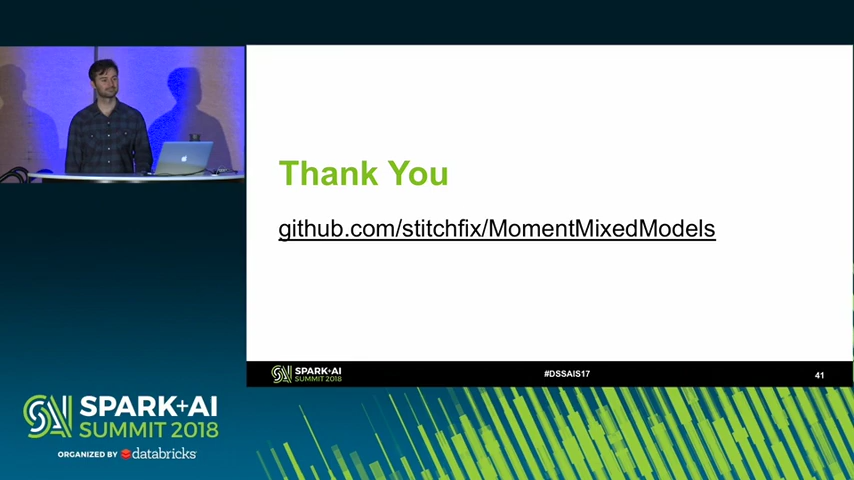 Thank You
github.com/stitchfix/MomentMixedModels
SPARK+AI
SUMMIT 2018
#DSSAIS17
41
SPARK+AI
SUMMIT 2018
ORGANIZED BY databricks